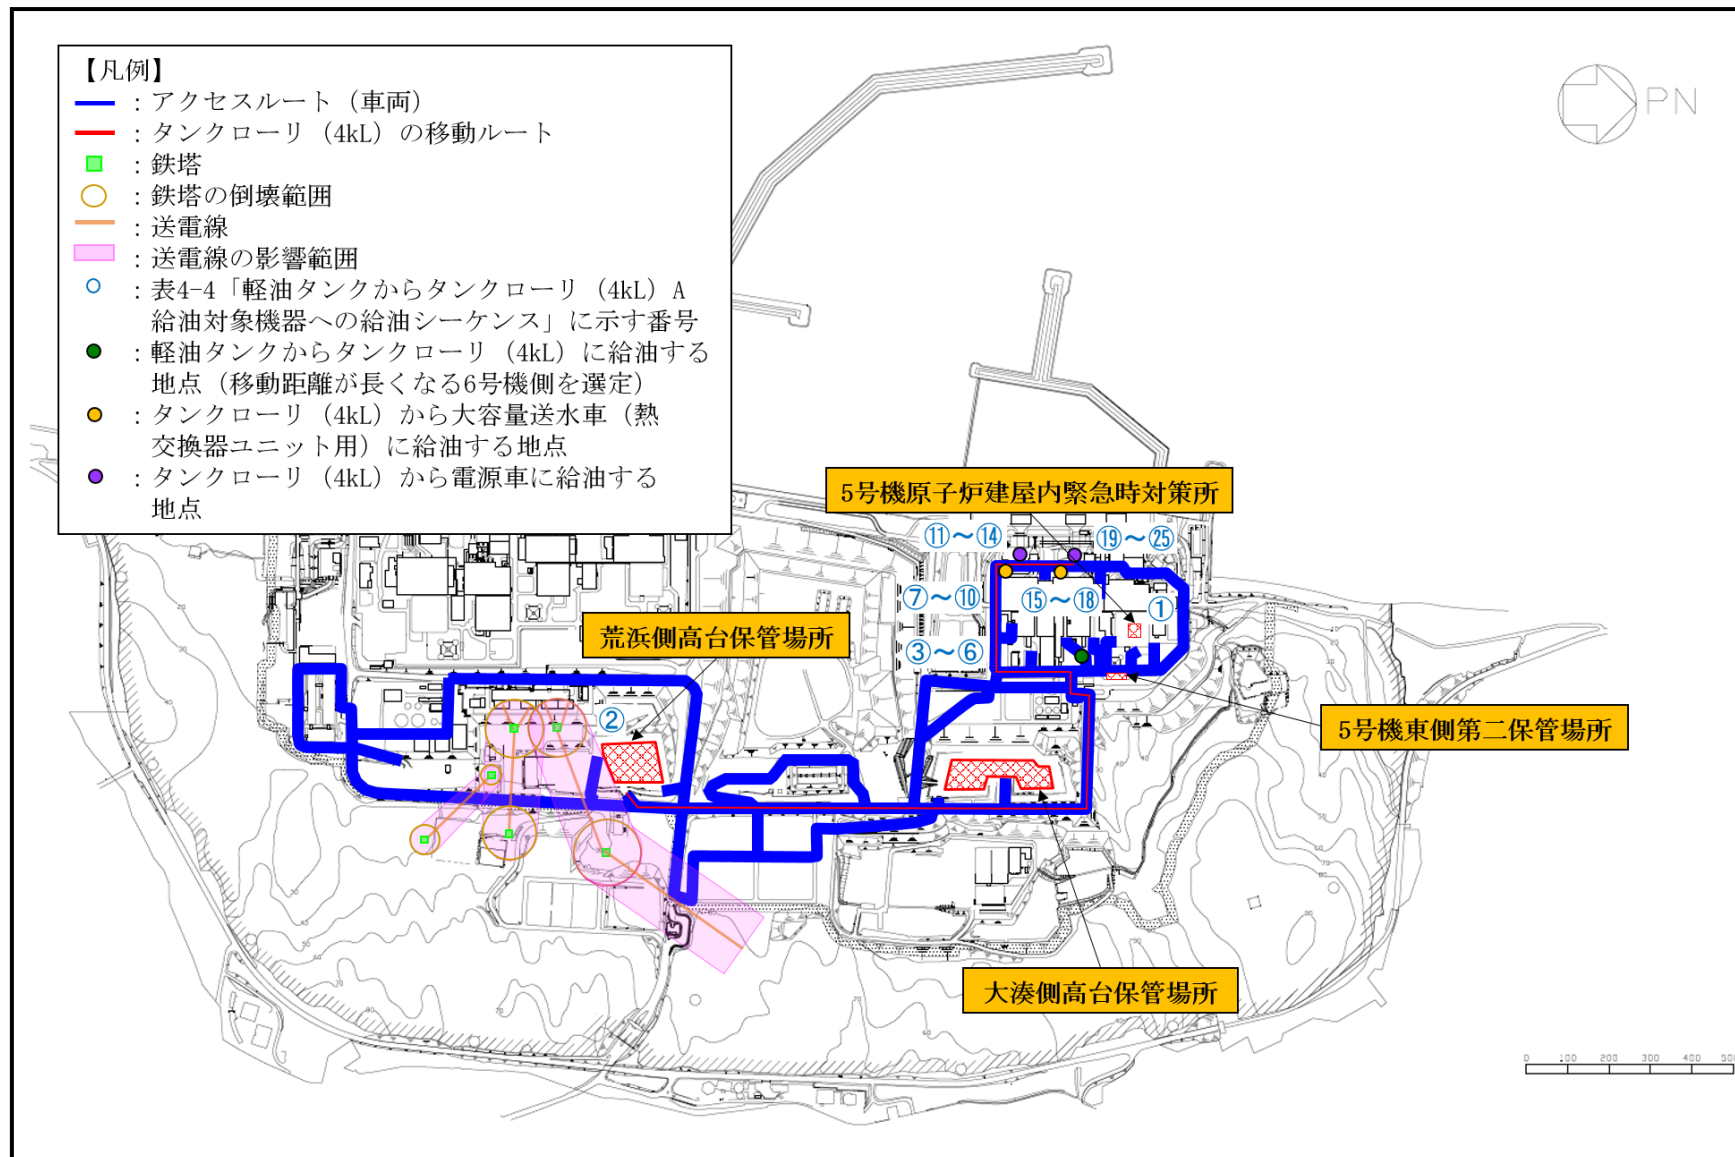 【凡例】
：アクセスルート（車両）
：タンクローリ（4kL）の移動ルート
：鉄塔
：鉄塔の倒壊範囲
：送電線
：送電線の影響範囲
：表4-4「軽油タンクからタンクローリ（4kL）A
給油対象機器への給油シーケンス」に示す番号
：軽油タンクからタンクローリ（4kL）に給油する
地点（移動距離が長くなる6号機側を選定）
：タンクローリ（4kL）から大容量送水車（熱
交換器ユニット用）に給油する地点
：タンクローリ（4kL）から電源車に給油する
地点
PN
5号機原子炉建屋内緊急時対策所
⑪～⑭
⑲～㉕
⑦～⑩
⑮～⑱
①
③～⑥
荒浜側高台保管場所
②
5号機東側第二保管場所
大湊側高台保管場所
0 100 200 300 400 500